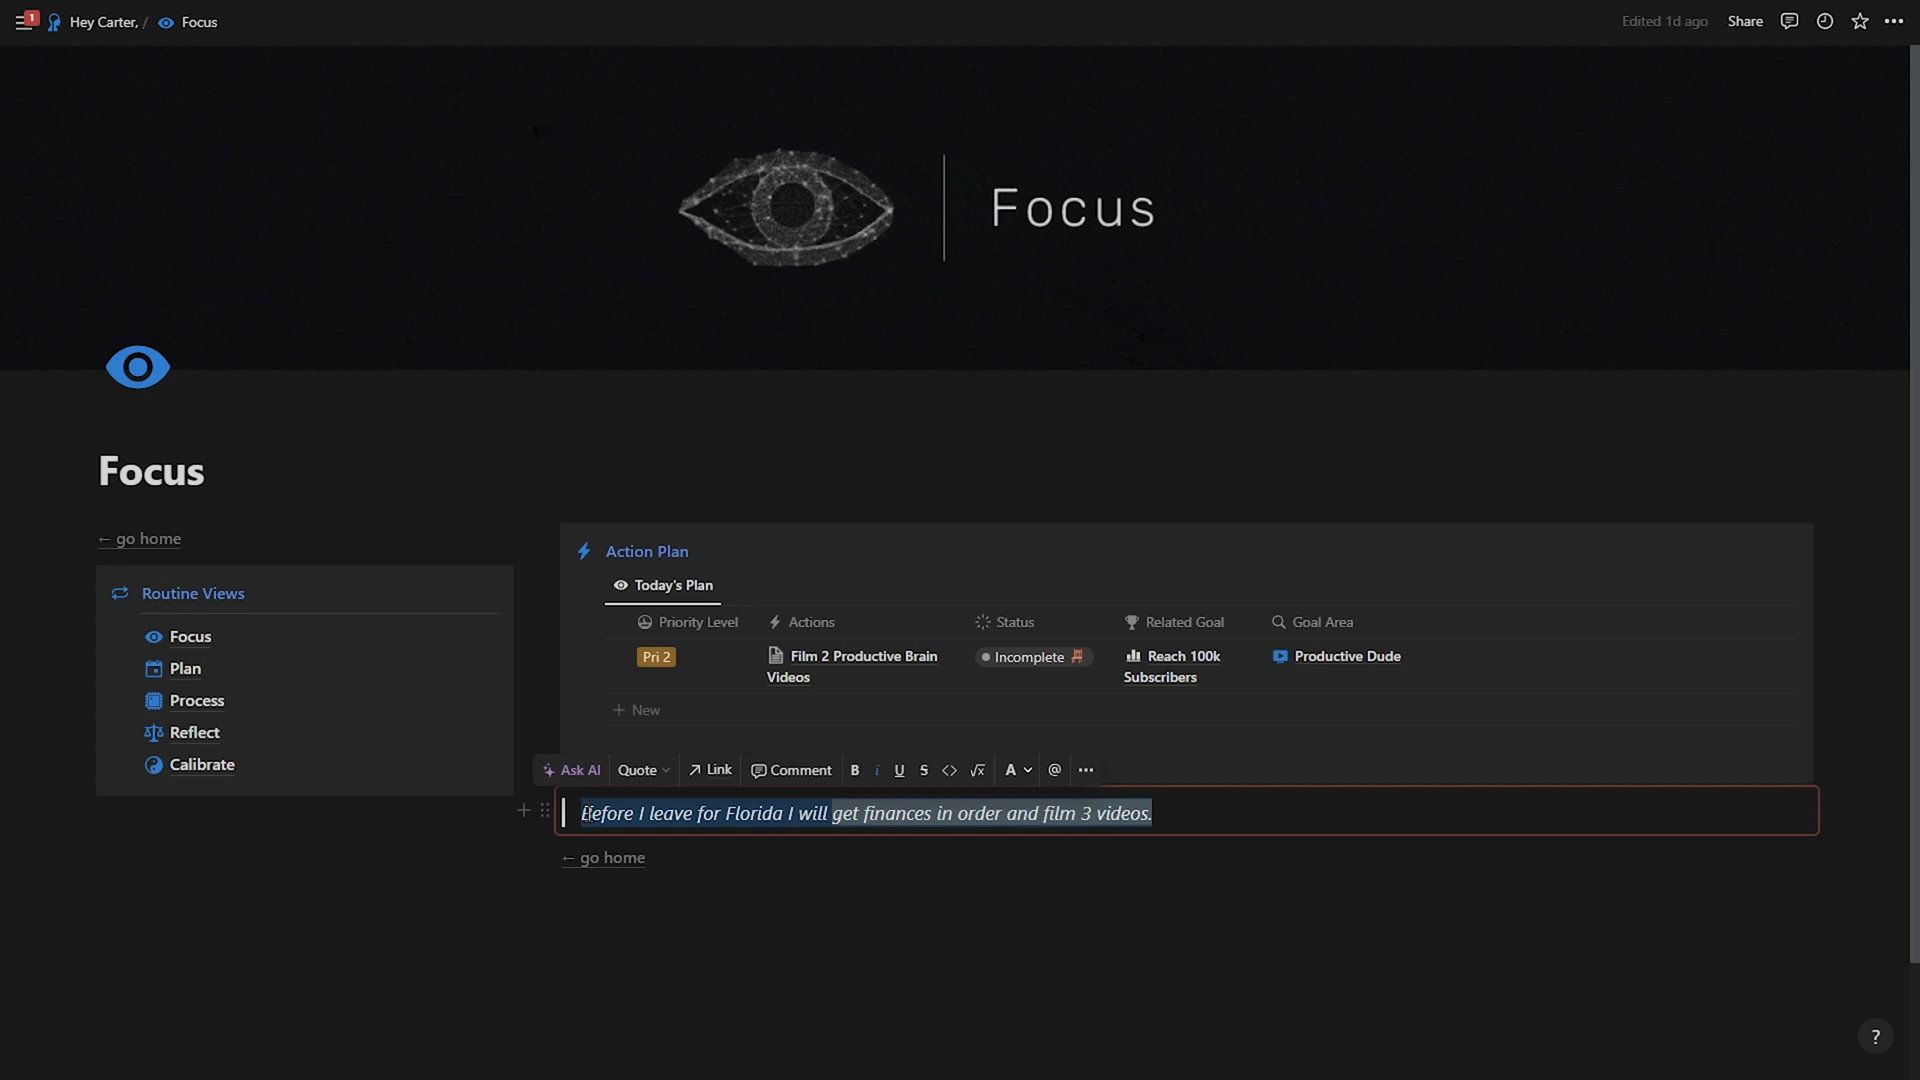 1
Hey Carter, / Focus
Edited 1d ago Share
Focus
Focus
← go home
Routine Views
Focus
Plan
Process
Reflect
Calibrate
Action Plan
Today's Plan
Priority Level Actions Status Related Goal Goal Area
Pri 2 Film 2 Productive Brain Incomplete Reach 100k Productive Dude
Videos Subscribers
+ New
Ask AI Quote Link Comment B i U S <> √x A @ •••
Before I leave for Florida I will get finances in order and film 3 videos.
← go home
?